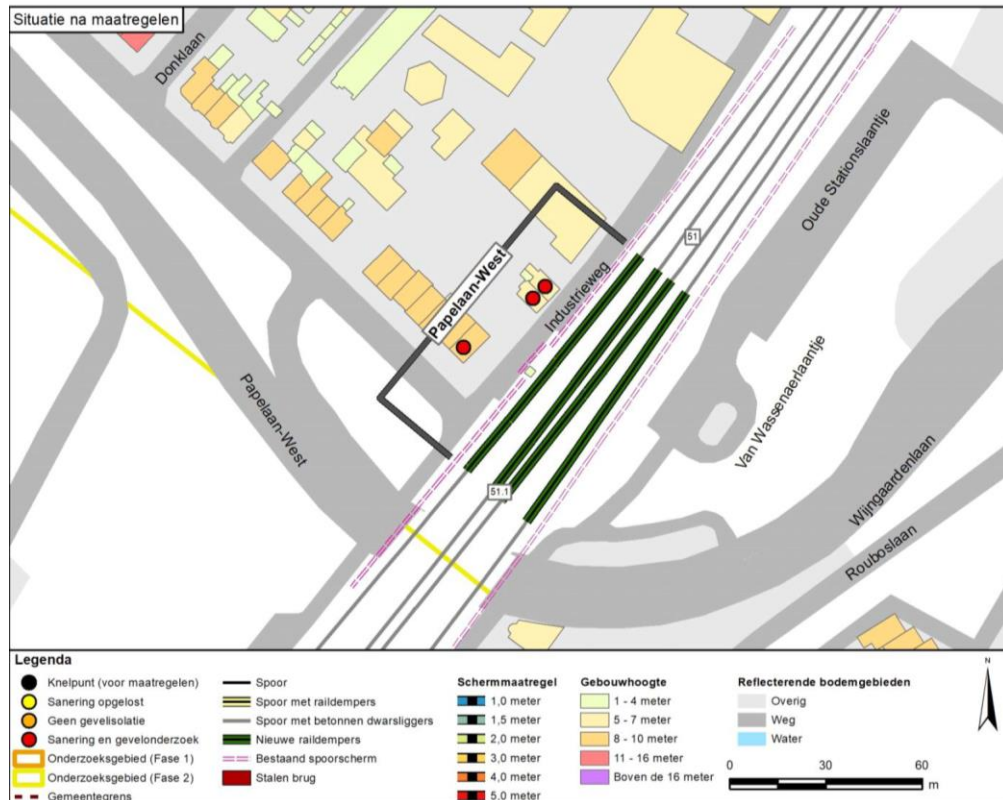 Situatie na maatregelen
Donklaan
Oude Stationslaantje
51
Papelaan-West
Industrieweg
Papelaan-West
Van Wassenaerlaantje
51.1
Wijngaardenlaan
Rouboslaan
Legenda
Knelpunt (voor maatregelen)
Sanering opgelost
Geen gevelisolatie
Sanering en gevelonderzoek
Onderzoeksgebied (Fase 1)
Onderzoeksgebied (Fase 2)
Gemeentegrens
Spoor
Spoor met raildempers
Spoor met betonnen dwarsliggers
Nieuwe raildempers
Bestaand spoorscherm
Stalen brug
Schermmaatregel
1,0 meter
1,5 meter
2,0 meter
3,0 meter
4,0 meter
5,0 meter
Gebouwhoogte
1 - 4 meter
5 - 7 meter
8 - 10 meter
11 - 16 meter
Boven de 16 meter
Reflecterende bodemgebieden
Overig
Weg
Water
N
0 30 60
m